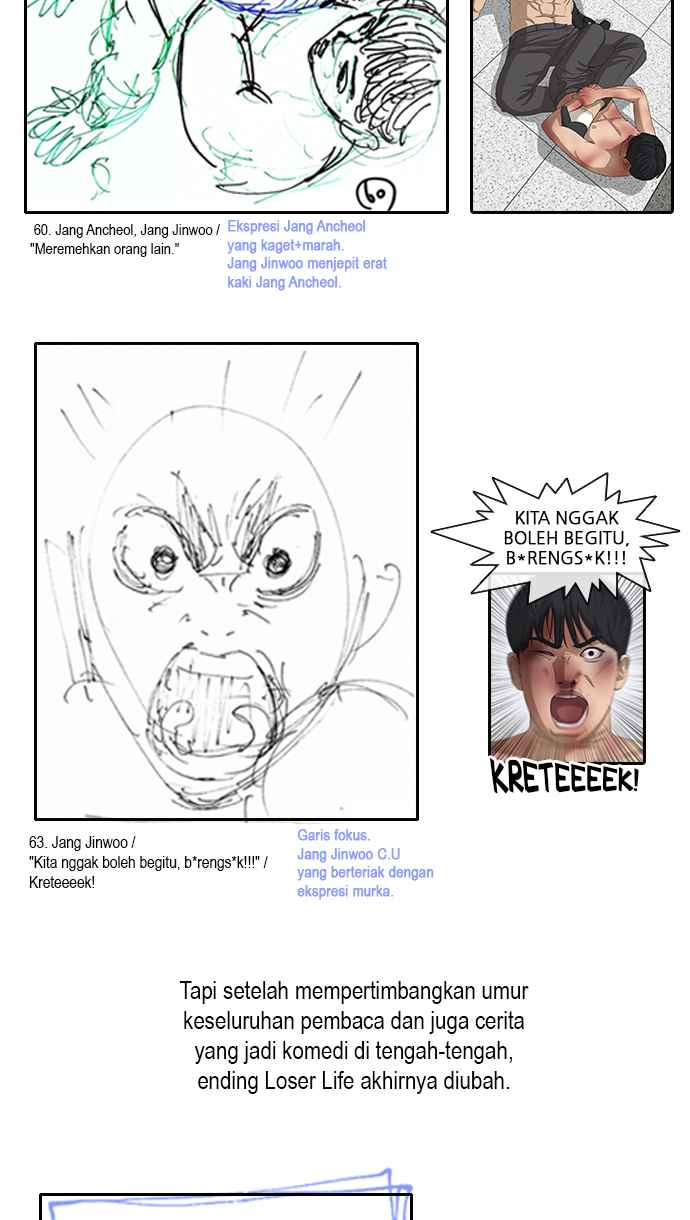 60
60. Jang Ancheol, Jang Jinwoo /
"Meremehkan orang lain."
Ekspresi Jang Ancheol
yang kaget+marah.
Jang Jinwoo menjepit erat
kaki Jang Ancheol.
KITA NGGAK
BOLEH BEGITU,
B*RENGS*K!!!
KRETEEEEK!
63. Jang Jinwoo /
"Kita nggak boleh begitu, b*rengs*k!!!" /
Kreteeeek!
Garis fokus.
Jang Jinwoo C.U
yang berteriak dengan
ekspresi murka.
Tapi setelah mempertimbangkan umur
keseluruhan pembaca dan juga cerita
yang jadi komedi di tengah-tengah,
ending Loser Life akhirnya diubah.